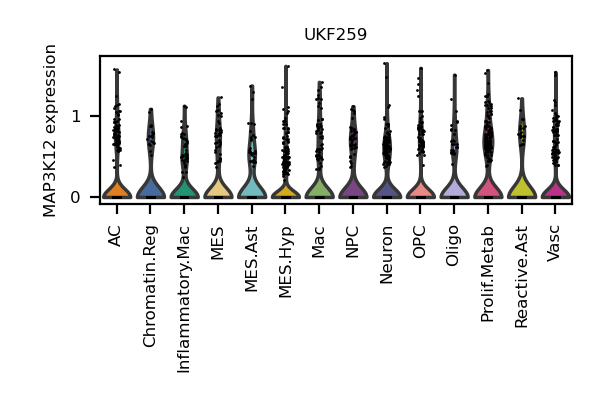 UKF259
MAP3K12 expression
1
0
AC
Chromatin.Reg
Inflammatory.Mac
MES
MES.Ast
MES.Hyp
Mac
NPC
Neuron
OPC
Oligo
Prolif.Metab
Reactive.Ast
Vasc